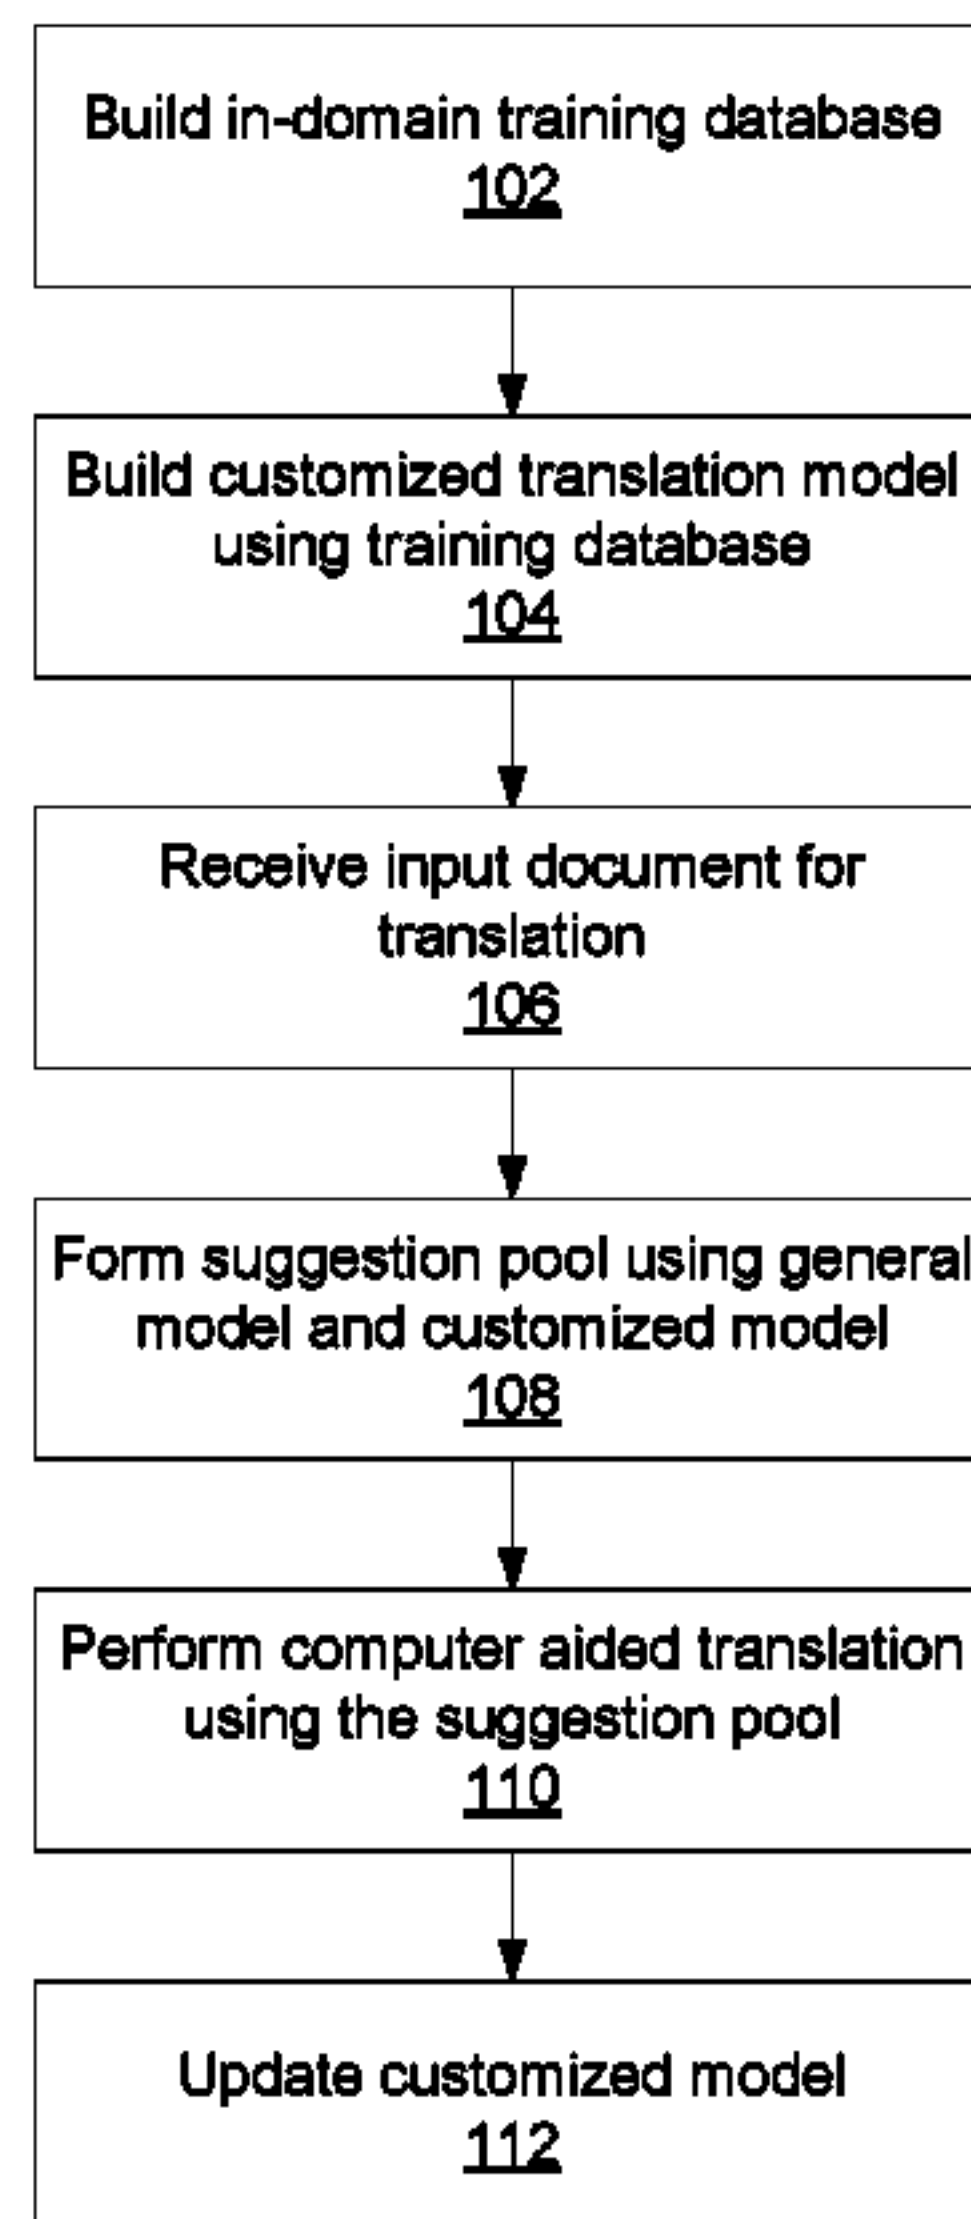 Build in-domain training database
102
Build customized translation model
using training database
104
Receive input document for
translation
106
Form suggestion pool using general
model and customized model
108
Perform computer aided translation
using the suggestion pool
110
Update customized model
112